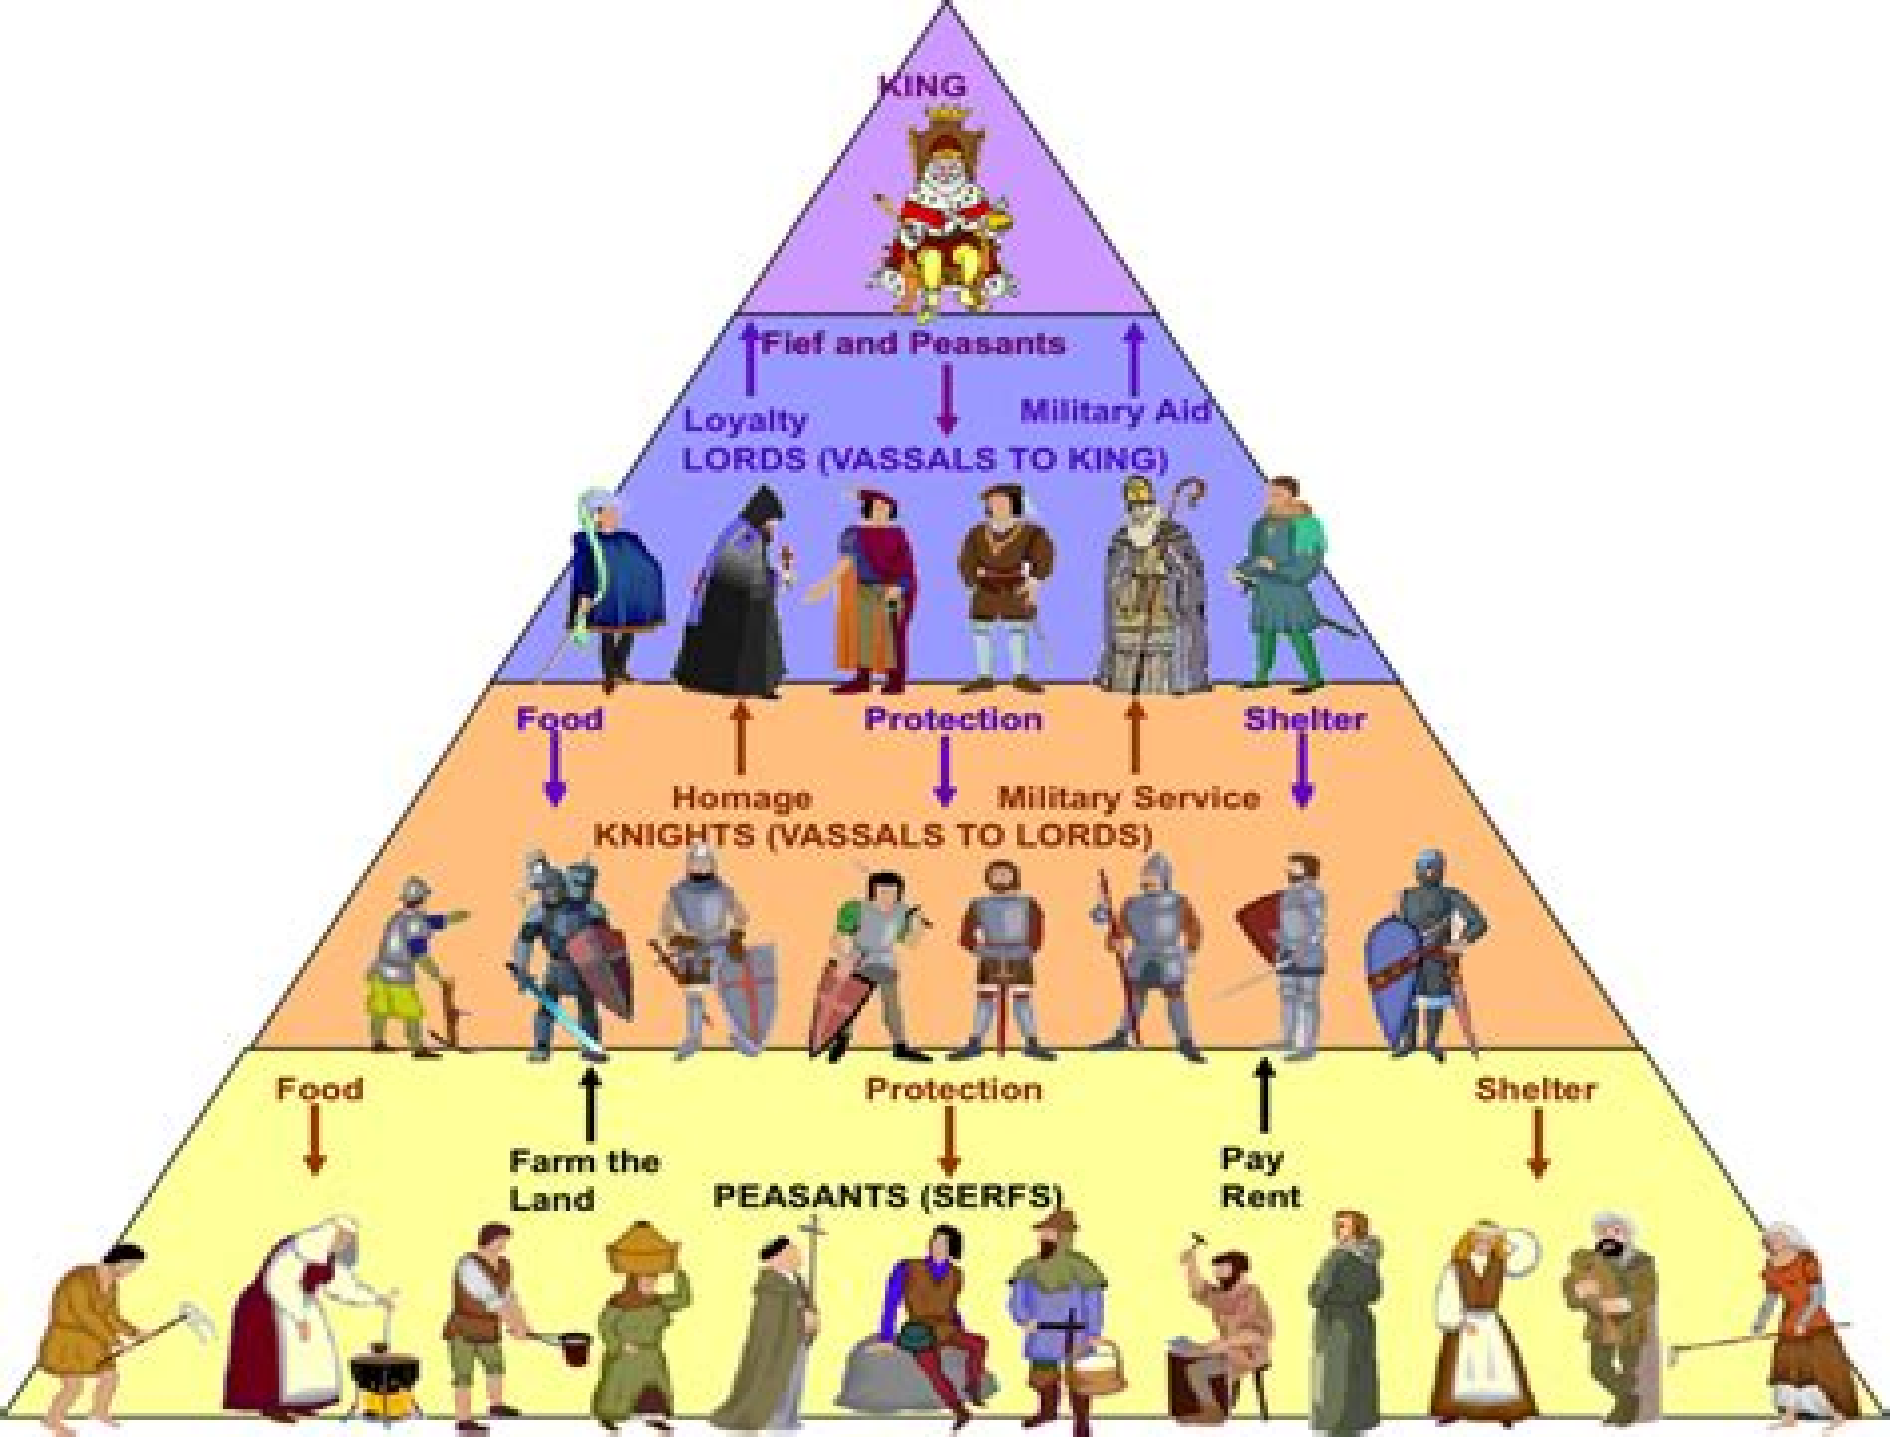 KING
Fief and Peasants
Loyalty
Military Aid
LORDS (VASSALS TO KING)
Food
Protection
Shelter
Homage
Military Service
KNIGHTS (VASSALS TO LORDS)
Food
Protection
Shelter
Farm the
Land
Pay
Rent
PEASANTS (SERFS)